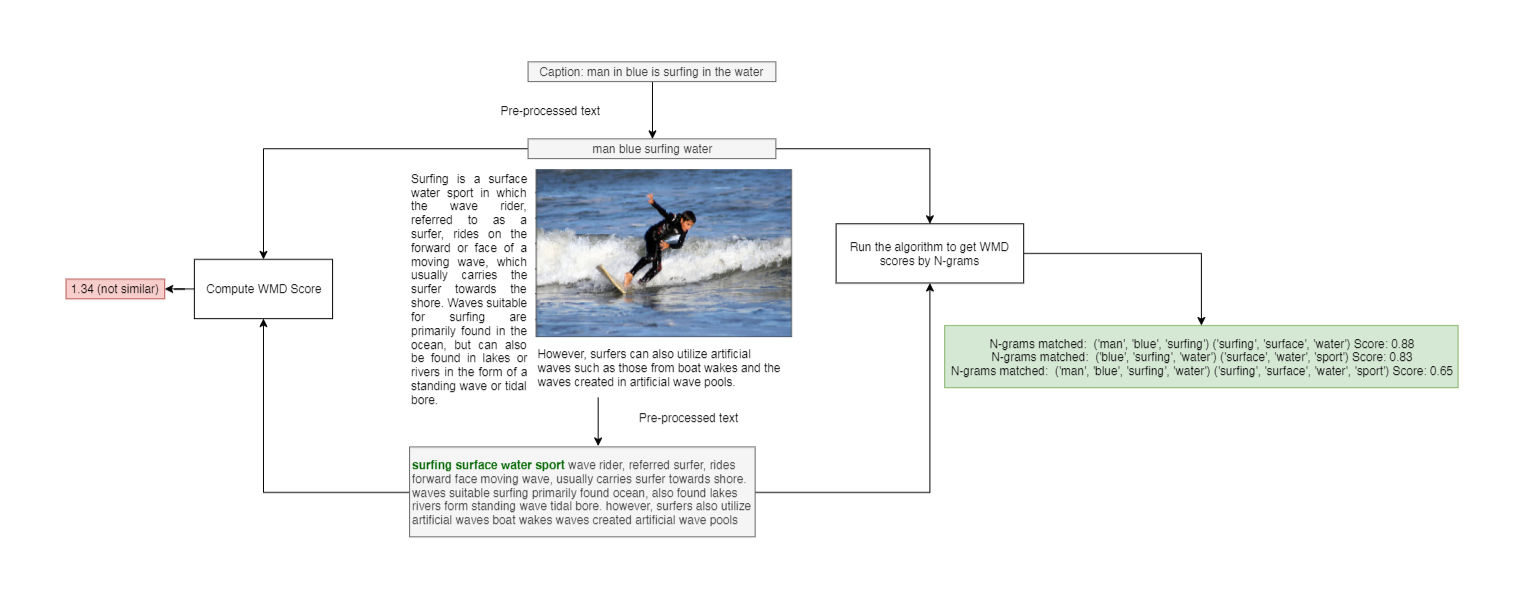 Caption: man in blue is surfing in the water
Pre-processed text
man blue surfing water
Surfing is a surface
water sport in which
the wave rider,
referred to as a
surfer, rides on the
forward or face of a
moving wave, which
usually carries the
surfer towards the
shore. Waves suitable
for surfing are
primarily found in the
ocean, but can also
be found in lakes or
rivers in the form of a
standing wave or tidal
bore.
However, surfers can also utilize artificial
waves such as those from boat wakes and the
waves created in artificial wave pools.
Pre-processed text
surfing surface water sport wave rider, referred surfer, rides
forward face moving wave, usually carries surfer towards shore.
waves suitable surfing primarily found ocean, also found lakes
rivers form standing wave tidal bore. however, surfers also utilize
artificial waves boat wakes waves created artificial wave pools
Compute WMD Score
1.34 (not similar)
Run the algorithm to get WMD
scores by N-grams
N-grams matched: ('man', 'blue', 'surfing') ('surfing', 'surface', 'water') Score: 0.88
N-grams matched: ('blue', 'surfing', 'water') ('surface', 'water', 'sport') Score: 0.83
N-grams matched: ('man', 'blue', 'surfing', 'water') ('surfing', 'surface', 'water', 'sport') Score: 0.65